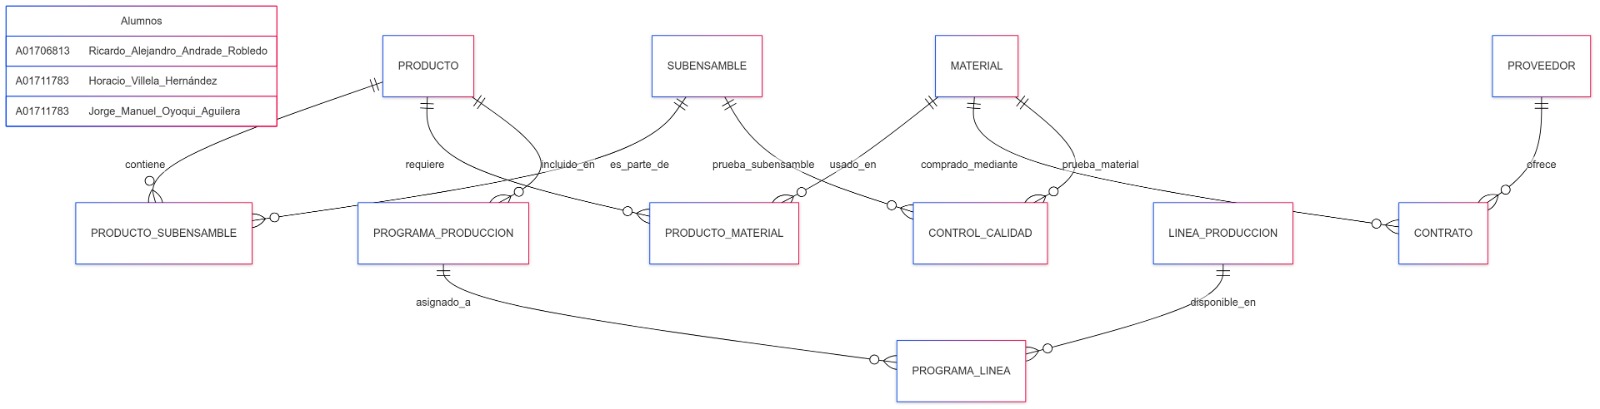 Alumnos
A01706813 Ricardo_Alejandro_Andrade_Robledo
A01711783 Horacio_Villela_Hernández
A01711783 Jorge_Manuel_Oyoqui_Aguilera
PRODUCTO
SUBENSAMBLE
MATERIAL
PROVEEDOR
contiene
requiere
incluido_en
es_parte_de
prueba_subensamble
usado_en
comprado_mediante
prueba_material
ofrece
PRODUCTO_SUBENSAMBLE
PROGRAMA_PRODUCCION
PRODUCTO_MATERIAL
CONTROL_CALIDAD
LINEA_PRODUCCION
CONTRATO
asignado_a
disponible_en
PROGRAMA_LINEA